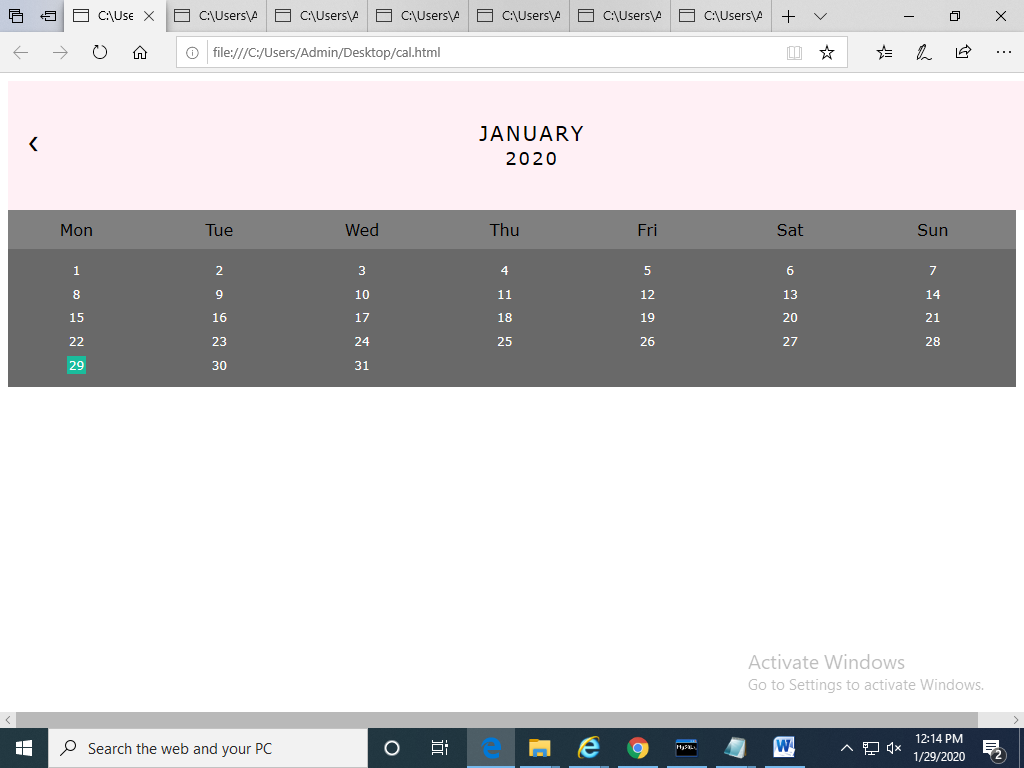 C:\Use C:\Users\A C:\Users\A C:\Users\A C:\Users\A C:\Users\A C:\Users\A
file:///C:/Users/Admin/Desktop/cal.html
❮
JANUARY
2020
Mon Tue Wed Thu Fri Sat Sun
1 2 3 4 5 6 7
8 9 10 11 12 13 14
15 16 17 18 19 20 21
22 23 24 25 26 27 28
29 30 31
Activate Windows
Go to Settings to activate Windows.
Search the web and your PC
MySQL
12:14 PM
1/29/2020
2